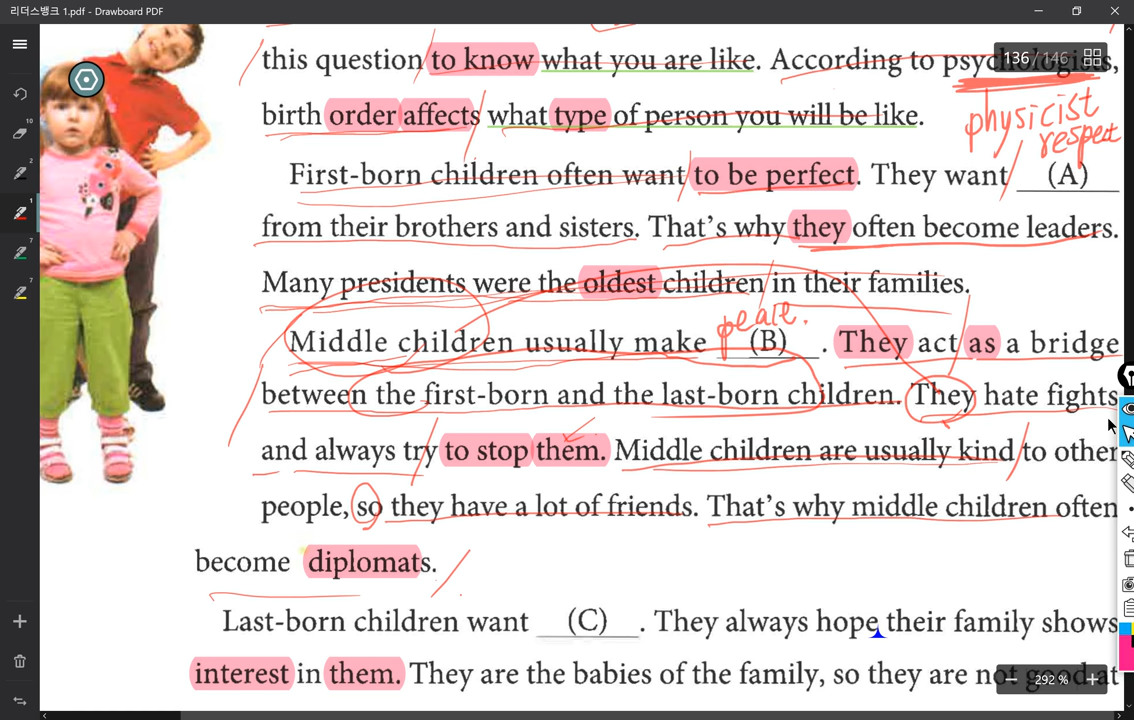 리더스뱅크 1.pdf - Drawboard PDF
this question to know what you are like. According to psychologists,
136 / 146
birth order affects what type of person you will be like.
physicist
respect
First-born children often want to be perfect. They want (A)
from their brothers and sisters. That's why they often become leaders.
Many presidents were the oldest children in their families.
peace.
Middle children usually make (B) . They act as a bridge
between the first-born and the last-born children. They hate fights
and always try to stop them. Middle children are usually kind to other
people, so they have a lot of friends. That's why middle children often
become diplomats.
Last-born children want (C) . They always hope their family shows
interest in them. They are the babies of the family, so they are not good at
292 %
10
2
1
7
7